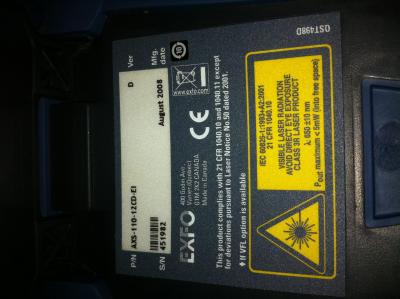 P/N AXS-110-12CD-EI
S/N 451982
Ver D
Mfg. date August 2008
10
EXFO
400 Godin Ave.,
Vanier (Quebec)
G1M 2K2 CANADA
Made in Canada
CE
www.exfo.com
This product complies with 21 CFR 1040.10 and 1040.11 except
for deviations pursuant to Laser Notice No.50 dated 2001.
♦ If VFL option is available
IEC 60825-1:1993+A2:2001
21 CFR 1040.10
VISIBLE LASER RADIATION
AVOID DIRECT EYE EXPOSURE
CLASS 3R LASER PRODUCT
λ: 650±10 nm
Pout maximum ≤ 5mW (into free space)